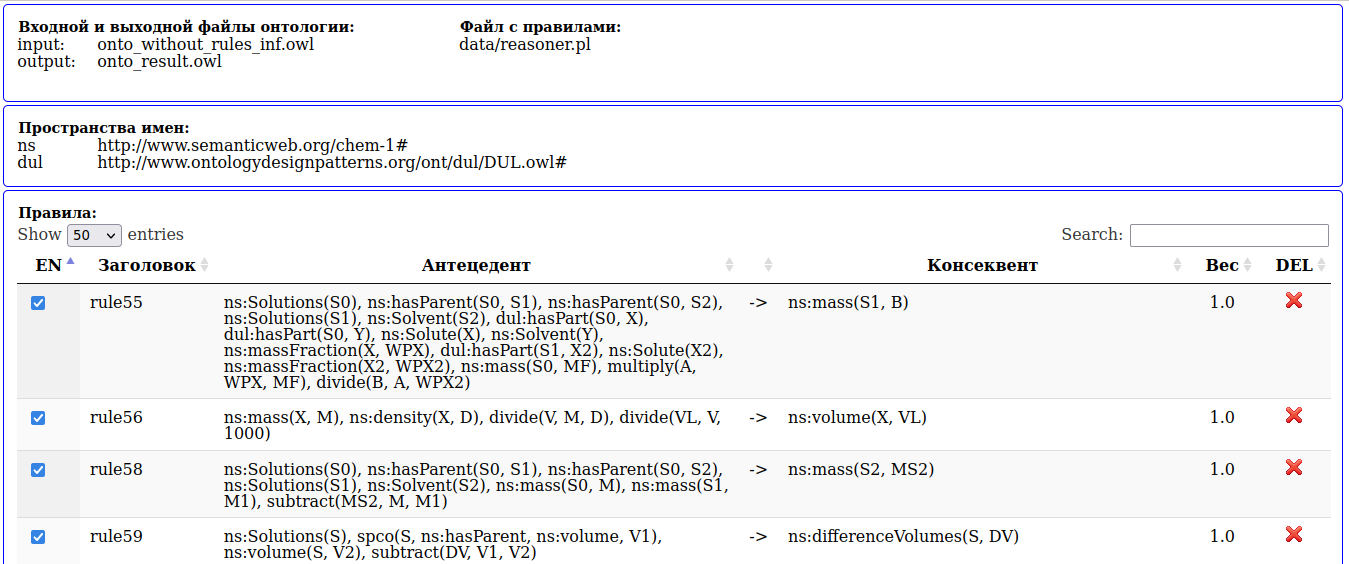 Входной и выходной файлы онтологии: Файл с правилами:
input: onto_without_rules_inf.owl data/reasoner.pl
output: onto_result.owl
Пространства имен:
ns http://www.semanticweb.org/chem-1#
dul http://www.ontologydesignpatterns.org/ont/dul/DUL.owl#
Правила:
Show 50 entries Search:
EN Заголовок Антецедент Консеквент Вес DEL
rule55 ns:Solutions(S0), ns:hasParent(S0, S1), ns:hasParent(S0, S2), -> ns:mass(S1, B) 1.0
ns:Solutions(S1), ns:Solvent(S2), dul:hasPart(S0, X),
dul:hasPart(S0, Y), ns:Solute(X), ns:Solvent(Y),
ns:massFraction(X, WPX), dul:hasPart(S1, X2), ns:Solute(X2),
ns:massFraction(X2, WPX2), ns:mass(S0, MF), multiply(A,
WPX, MF), divide(B, A, WPX2)
rule56 ns:mass(X, M), ns:density(X, D), divide(V, M, D), divide(VL, V, -> ns:volume(X, VL) 1.0
1000)
rule58 ns:Solutions(S0), ns:hasParent(S0, S1), ns:hasParent(S0, S2), -> ns:mass(S2, MS2) 1.0
ns:Solutions(S1), ns:Solvent(S2), ns:mass(S0, M), ns:mass(S1,
M1), subtract(MS2, M, M1)
rule59 ns:Solutions(S), spco(S, ns:hasParent, ns:volume, V1), -> ns:differenceVolumes(S, DV) 1.0
ns:volume(S, V2), subtract(DV, V1, V2)